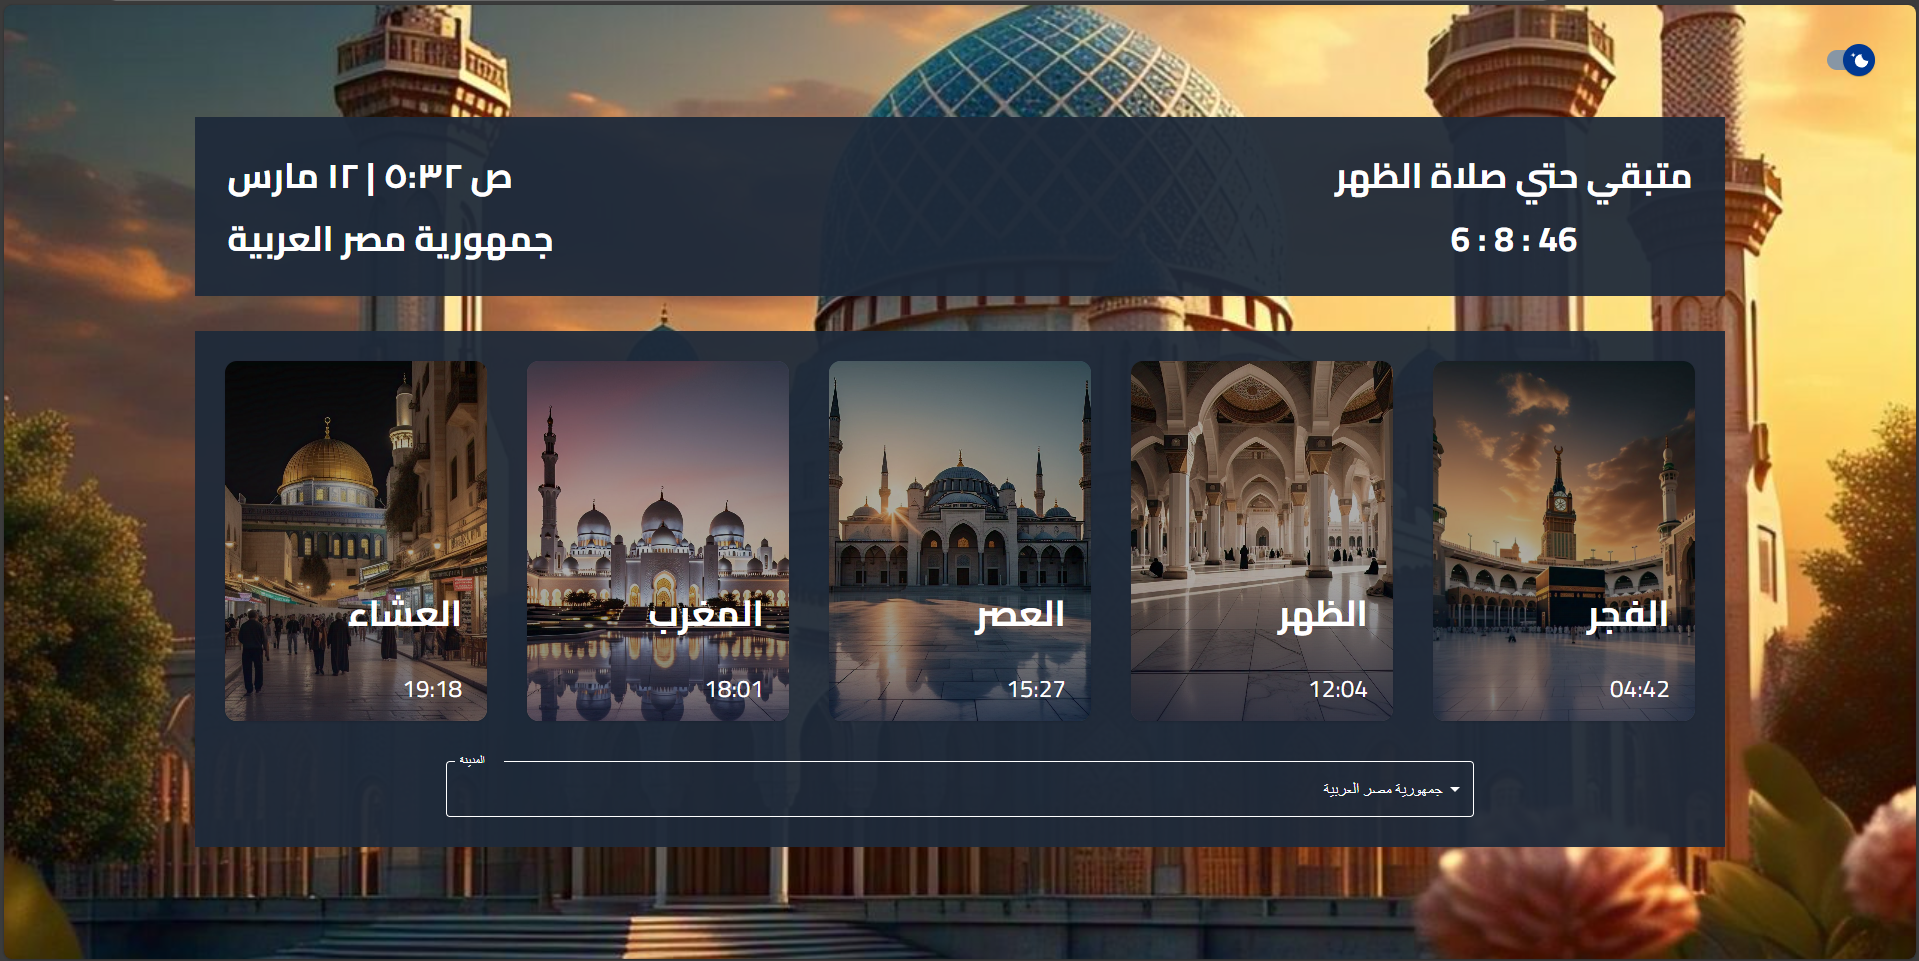 متبقي حتي صلاة الظهر
6 : 8 : 46
١٢ مارس | ٥:٣٢ ص
جمهورية مصر العربية
الفجر
04:42
الظهر
12:04
العصر
15:27
المغرب
18:01
العشاء
19:18
المدينة
جمهورية مصر العربية